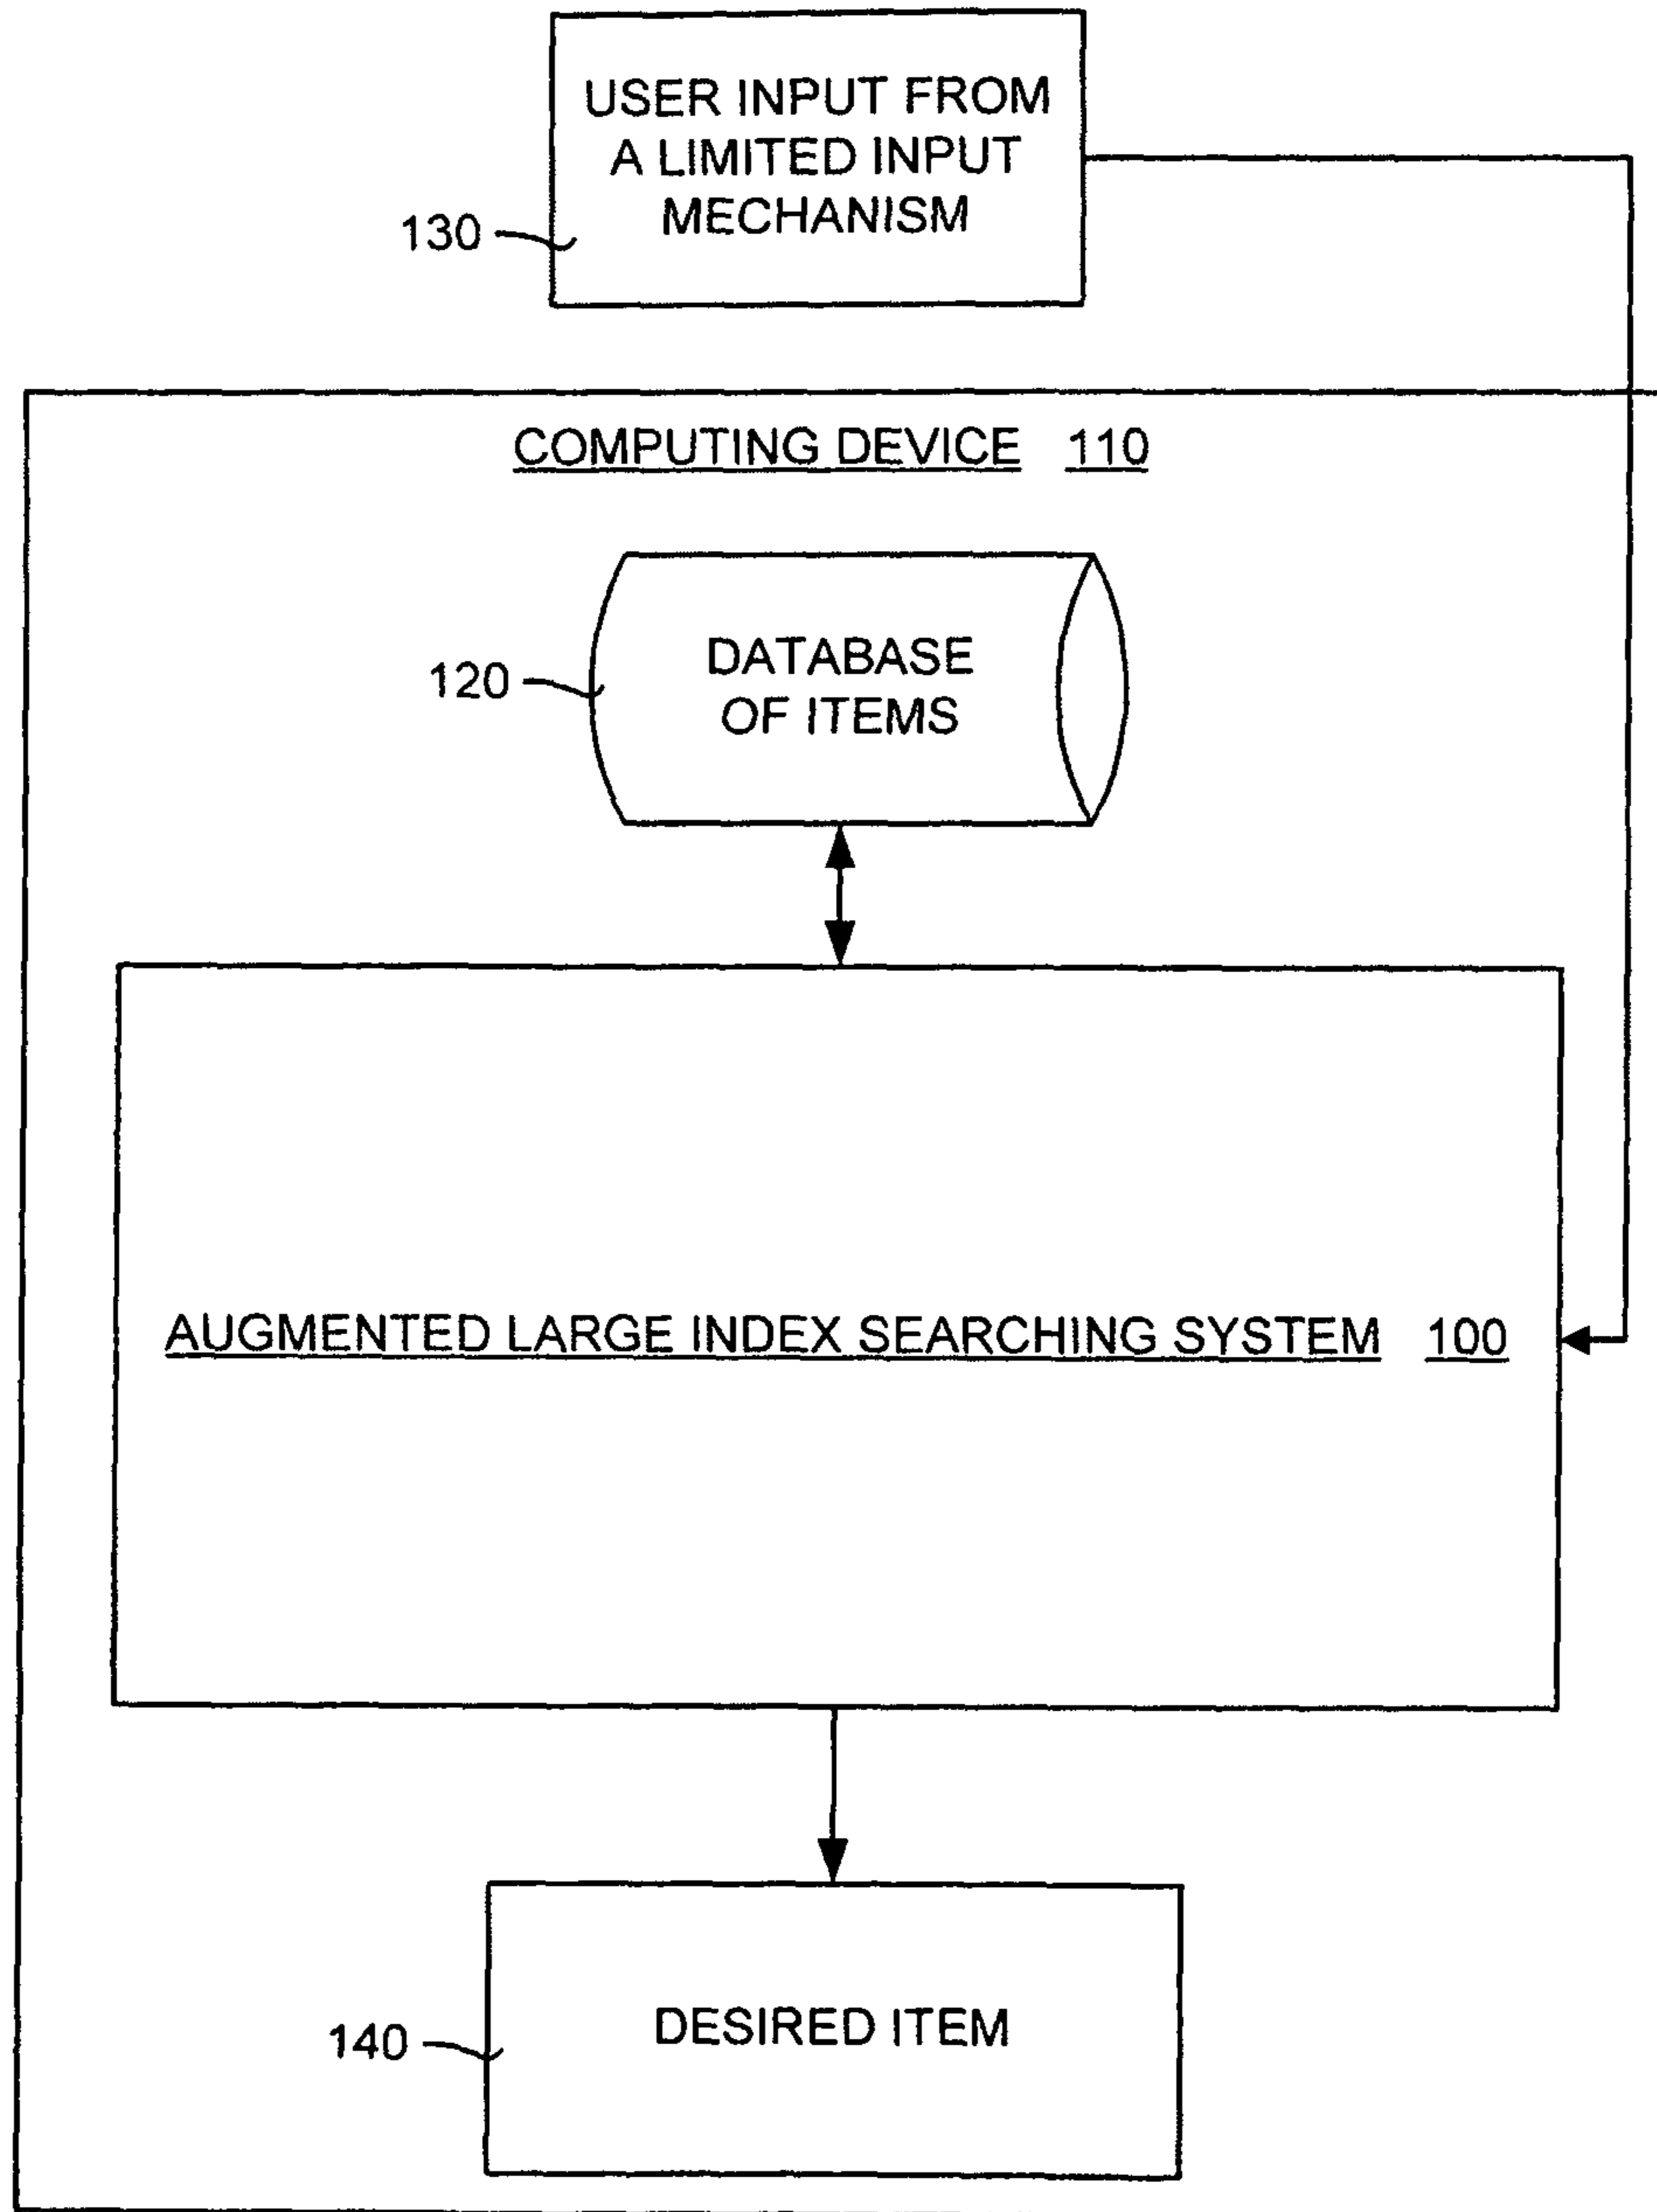 USER INPUT FROM
A LIMITED INPUT
MECHANISM
130
COMPUTING DEVICE 110
DATABASE
OF ITEMS
120
AUGMENTED LARGE INDEX SEARCHING SYSTEM 100
DESIRED ITEM
140